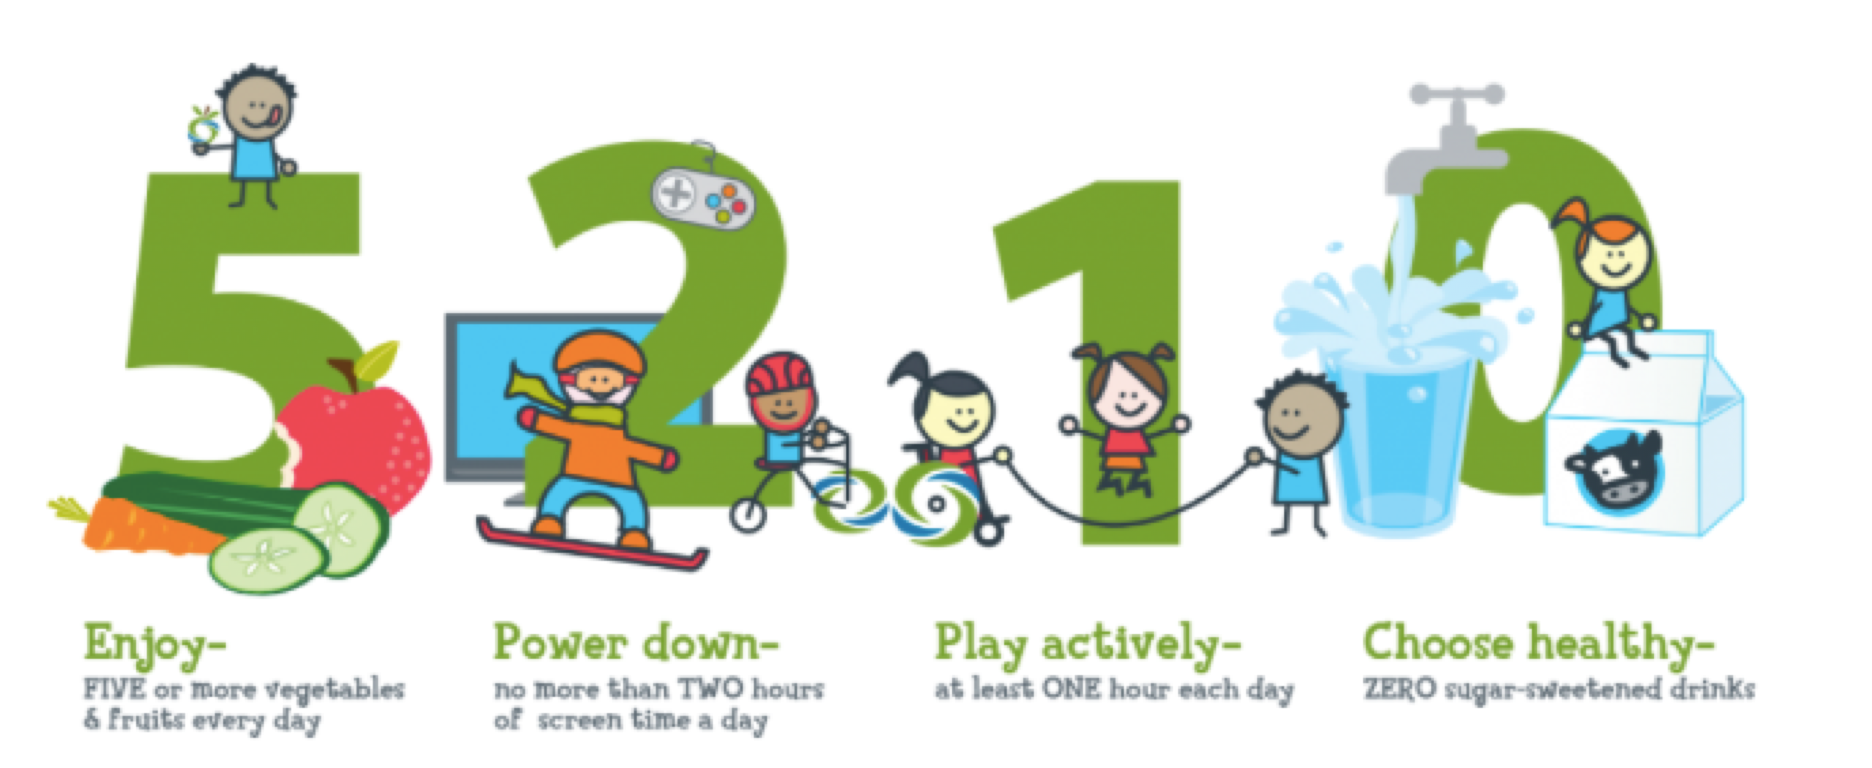 5 2 1 0
Enjoy-
FIVE or more vegetables
& fruits every day
Power down-
no more than TWO hours
of screen time a day
Play actively-
at least ONE hour each day
Choose healthy-
ZERO sugar-sweetened drinks